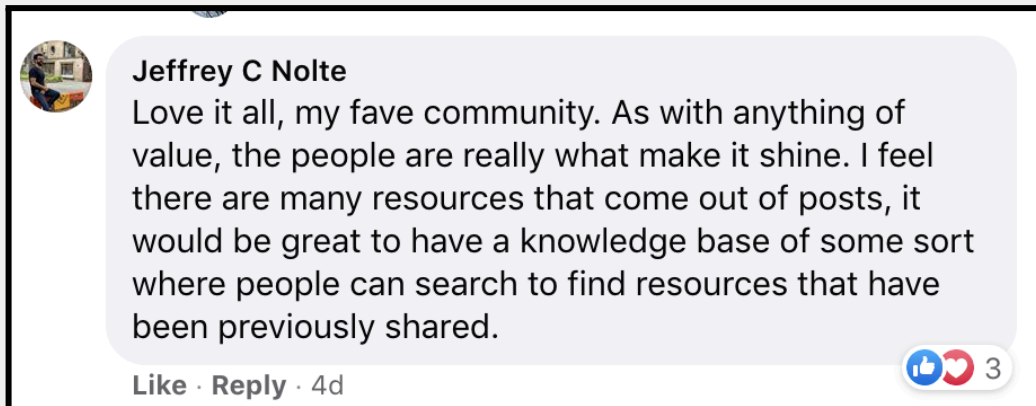 Jeffrey C Nolte
Love it all, my fave community. As with anything of
value, the people are really what make it shine. I feel
there are many resources that come out of posts, it
would be great to have a knowledge base of some sort
where people can search to find resources that have
been previously shared.
Like · Reply · 4d
3